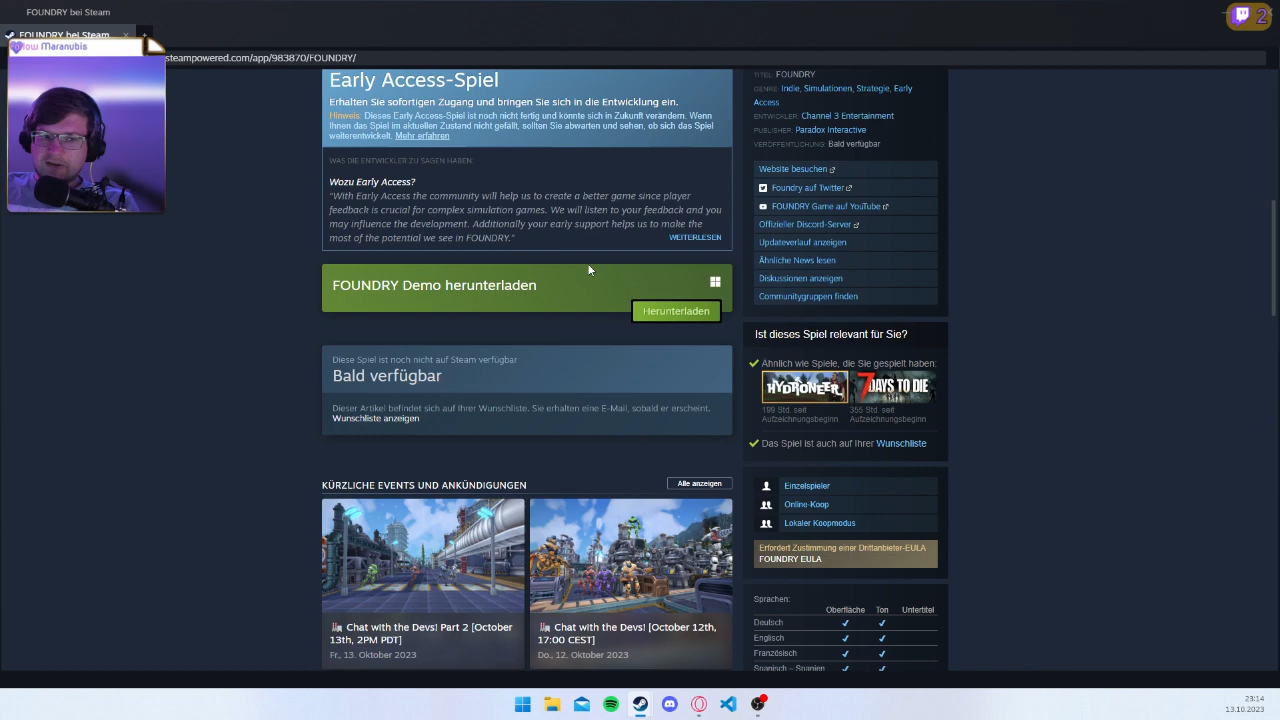 FOUNDRY bei Steam
FOUNDRY bei Steam
Maranubis
2
steampowered.com/app/983870/FOUNDRY/
Early Access-Spiel
Erhalten Sie sofortigen Zugang und bringen Sie sich in die Entwicklung ein.
Hinweis: Dieses Early Access-Spiel ist noch nicht fertig und könnte sich in Zukunft verändern. Wenn
Ihnen das Spiel im aktuellen Zustand nicht gefällt, sollten Sie abwarten und sehen, ob sich das Spiel
weiterentwickelt. Mehr erfahren
WAS DIE ENTWICKLER ZU SAGEN HABEN:
Wozu Early Access?
"With Early Access the community will help us to create a better game since player
feedback is crucial for complex simulation games. We will listen to your feedback and you
may influence the development. Additionally your early support helps us to make the
most of the potential we see in FOUNDRY."
WEITERLESEN
FOUNDRY Demo herunterladen
Herunterladen
Diese Spiel ist noch nicht auf Steam verfügbar
Bald verfügbar
Dieser Artikel befindet sich auf Ihrer Wunschliste. Sie erhalten eine E-Mail, sobald er erscheint.
Wunschliste anzeigen
KÜRZLICHE EVENTS UND ANKÜNDIGUNGEN
Alle anzeigen
Chat with the Devs! Part 2 [October
13th, 2PM PDT]
Fr., 13. Oktober 2023
Chat with the Devs! [October 12th,
17:00 CEST]
Do., 12. Oktober 2023
TITEL: FOUNDRY
GENRE: Indie, Simulationen, Strategie, Early
Access
ENTWICKLER: Channel 3 Entertainment
PUBLISHER: Paradox Interactive
VERÖFFENTLICHUNG: Bald verfügbar
Website besuchen
Foundry auf Twitter
FOUNDRY Game auf YouTube
Offizieller Discord-Server
Updateverlauf anzeigen
Ähnliche News lesen
Diskussionen anzeigen
Communitygruppen finden
Ist dieses Spiel relevant für Sie?
Ähnlich wie Spiele, die Sie gespielt haben:
HYDRONEER
7 DAYS TO DIE
199 Std. seit
Aufzeichnungsbeginn
355 Std. seit
Aufzeichnungsbeginn
Das Spiel ist auch auf Ihrer Wunschliste
Einzelspieler
Online-Koop
Lokaler Koopmodus
Erfordert Zustimmung einer Drittanbieter-EULA
FOUNDRY EULA
Sprachen:
Oberfläche Ton Untertitel
Deutsch
Englisch
Französisch
Spanisch – Spanien
23:14
13.10.2023